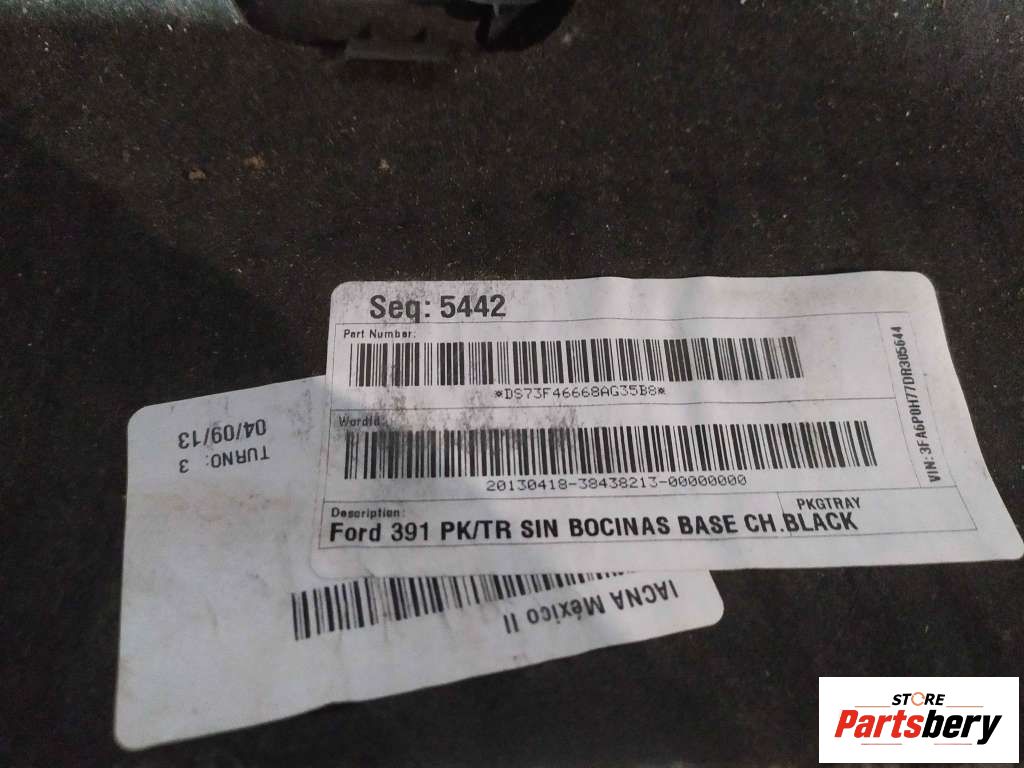 Seq: 5442
Part Number:
*DS73F46668AG35B8*
WordId:
20130418-38438213-00000000
Description:
PKGTRAY
Ford 391 PK/TR SIN BOCINAS BASE CH.BLACK
VIN: 3FA6P0H77DR305644
TURNO: 3
04/09/13
IACNA México II
STORE
Partsbery